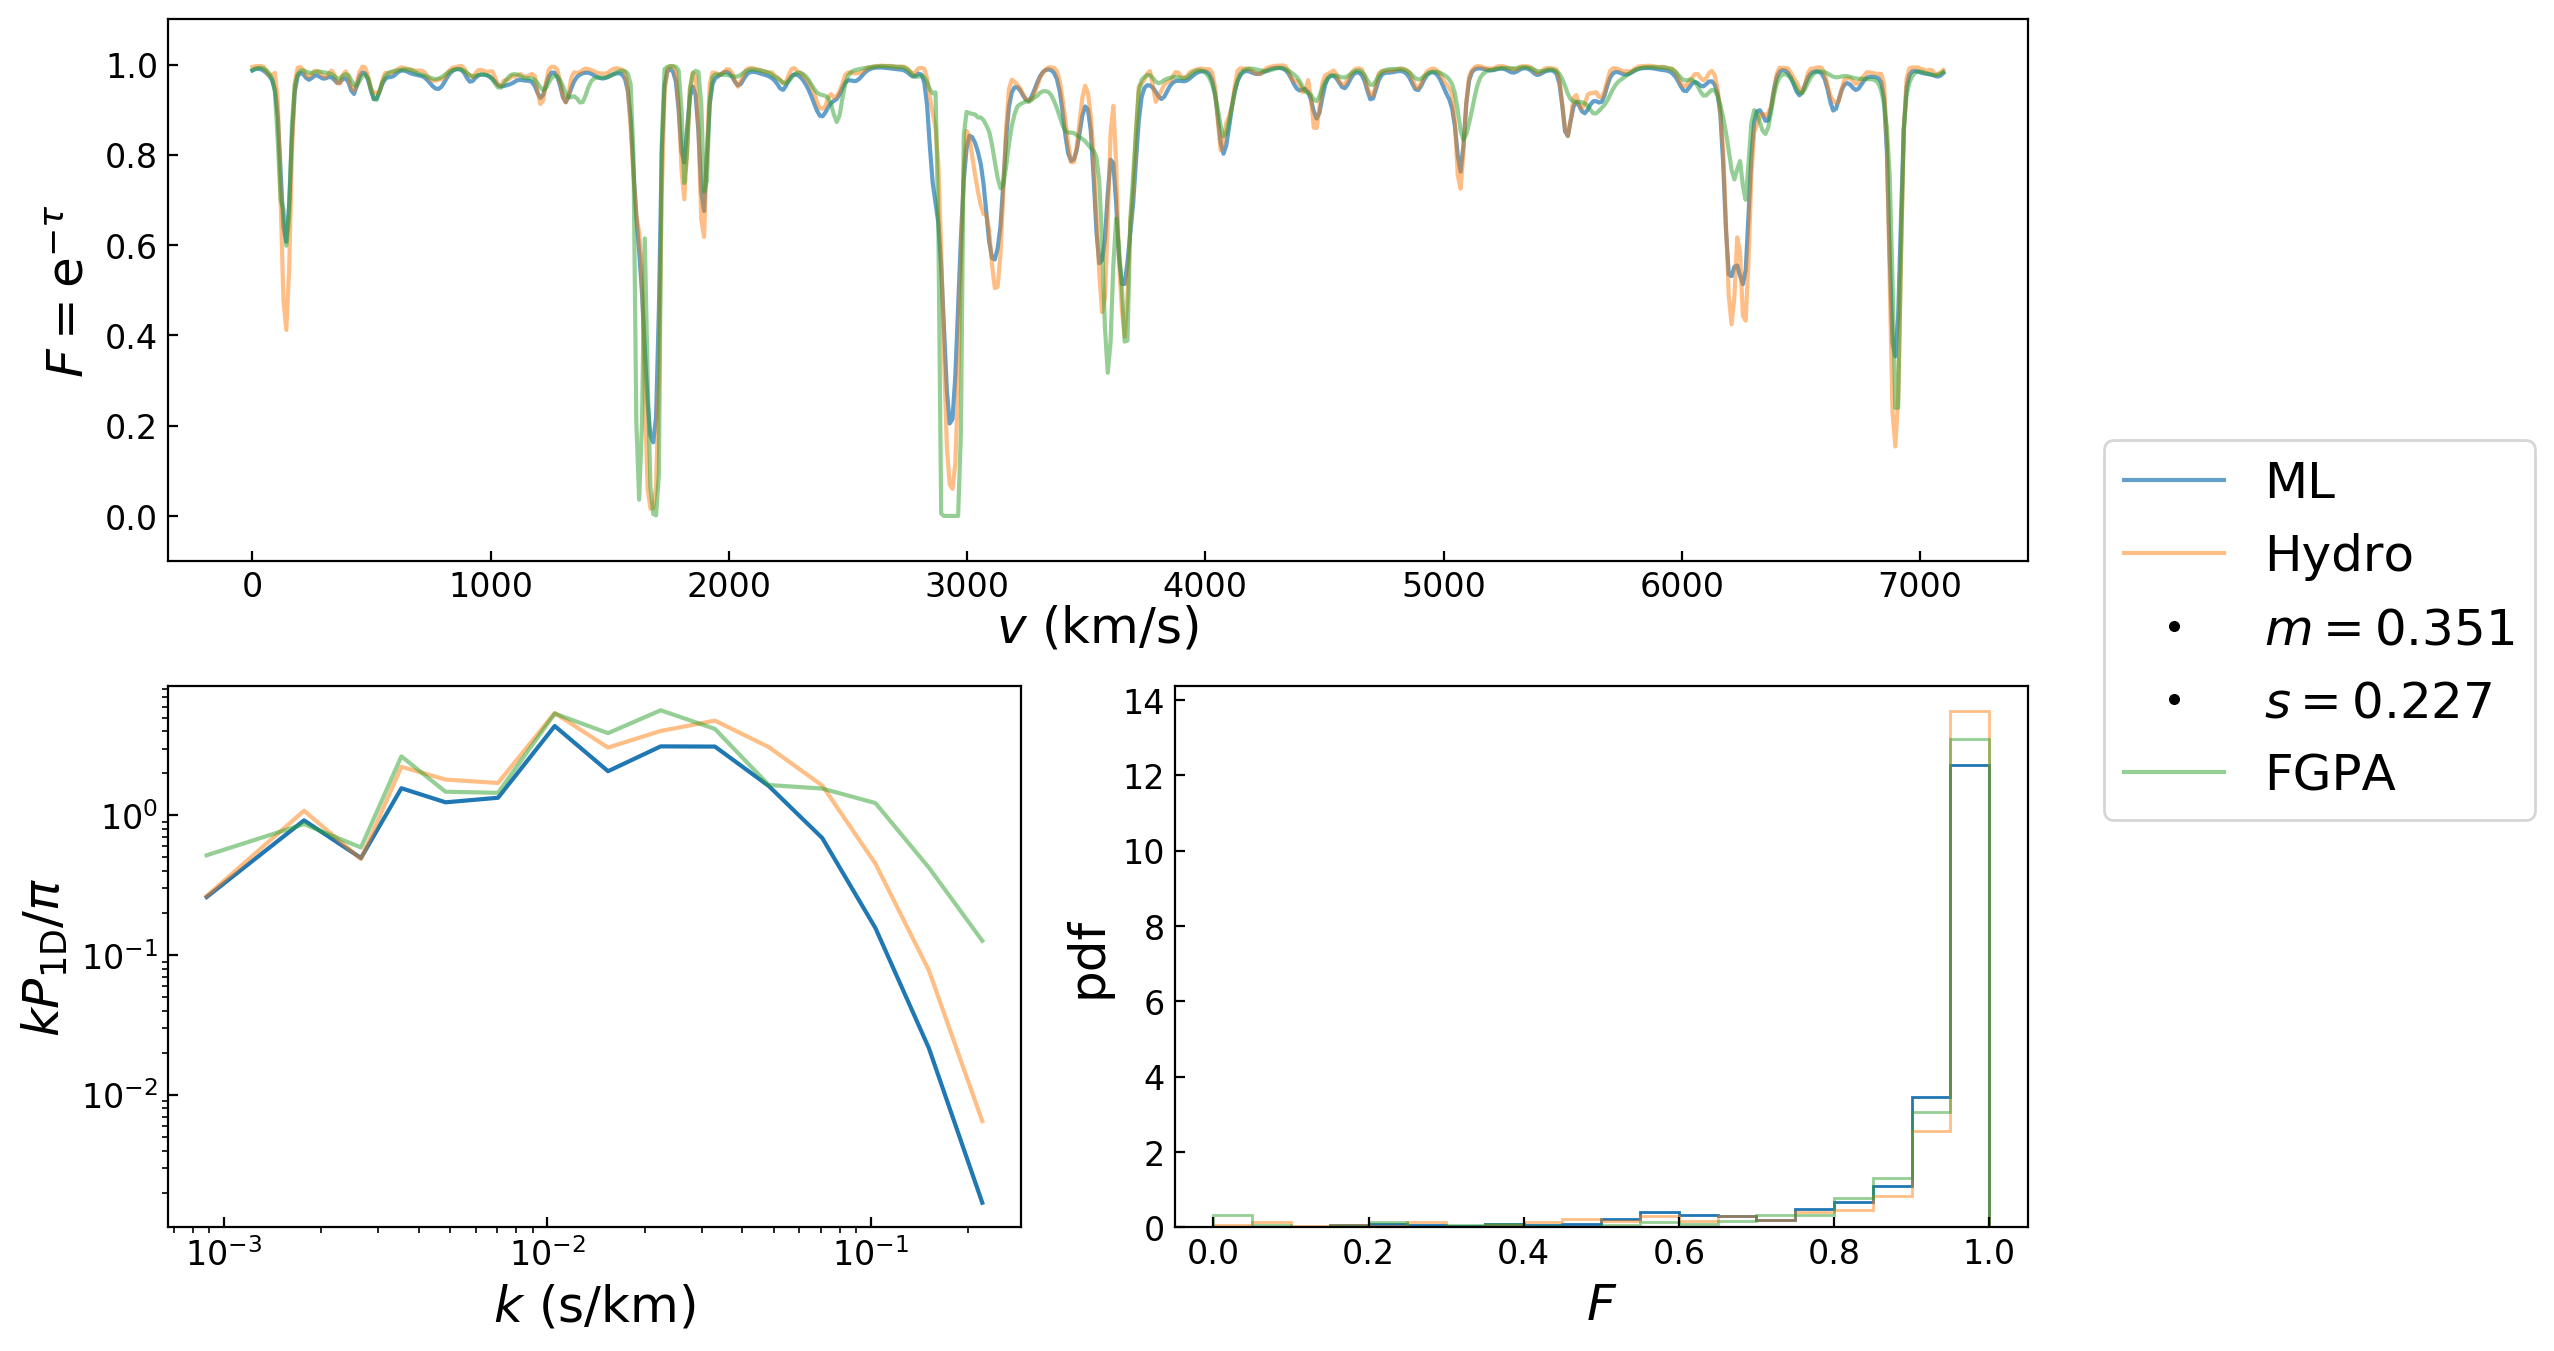 1.0
0.8
0.6
0.4
0.2
0.0
F = e^{−τ}
0 1000 2000 3000 4000 5000 6000 7000
v (km/s)
ML
Hydro
m = 0.351
s = 0.227
FGPA
10^0
10^{−1}
10^{−2}
kP_{1D}/π
10^{−3} 10^{−2} 10^{−1}
k (s/km)
14
12
10
8
6
4
2
0
pdf
0.0 0.2 0.4 0.6 0.8 1.0
F